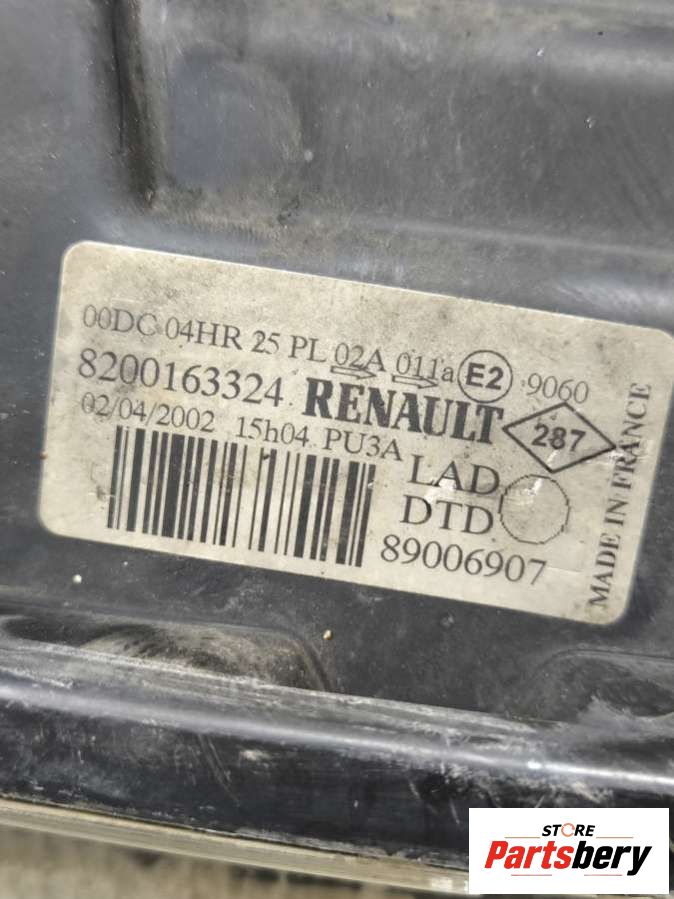 00DC 04HR 25 PL 02A 011a E2 9060
8200163324 RENAULT 287
02/04/2002 15h04 PU3A
LAD
DTD
89006907
MADE IN FRANCE
STORE
Partsbery